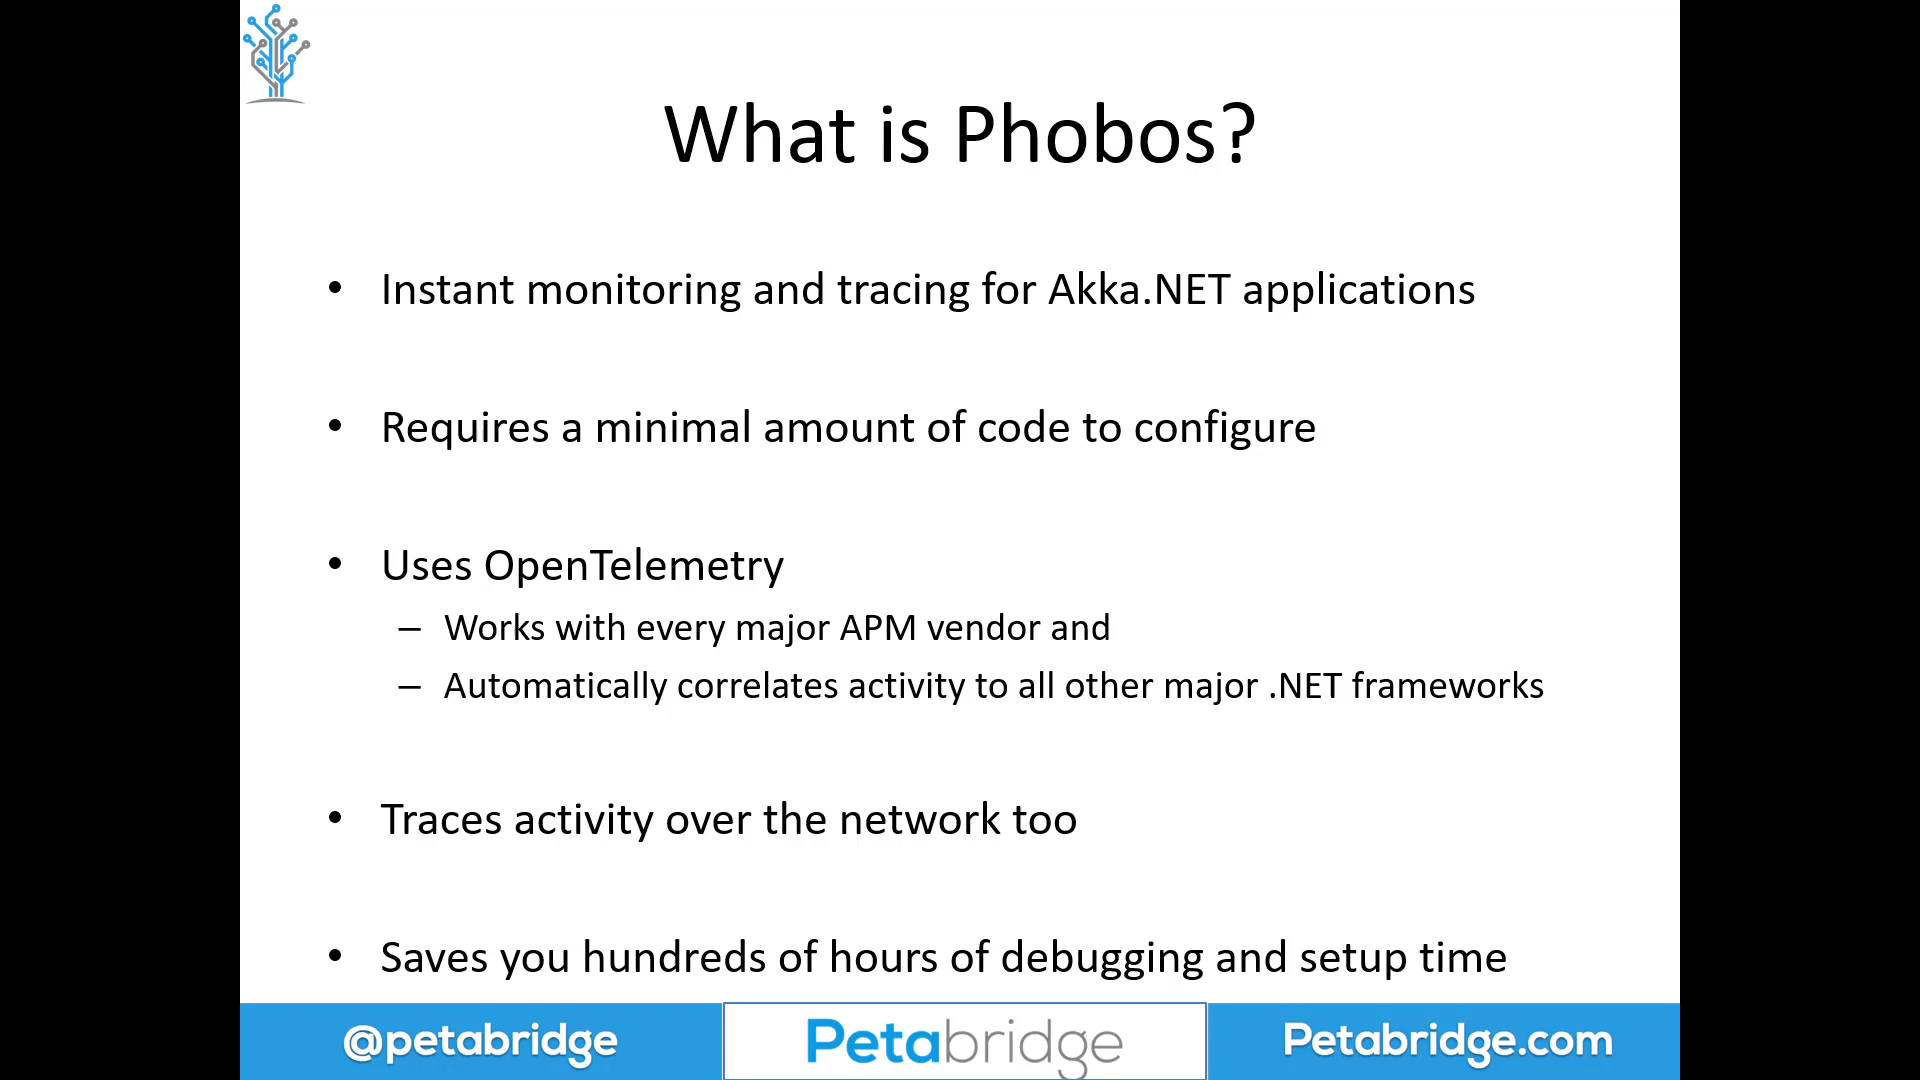 What is Phobos?
• Instant monitoring and tracing for Akka.NET applications
• Requires a minimal amount of code to configure
• Uses OpenTelemetry
– Works with every major APM vendor and
– Automatically correlates activity to all other major .NET frameworks
• Traces activity over the network too
• Saves you hundreds of hours of debugging and setup time
@petabridge
Petabridge
Petabridge.com